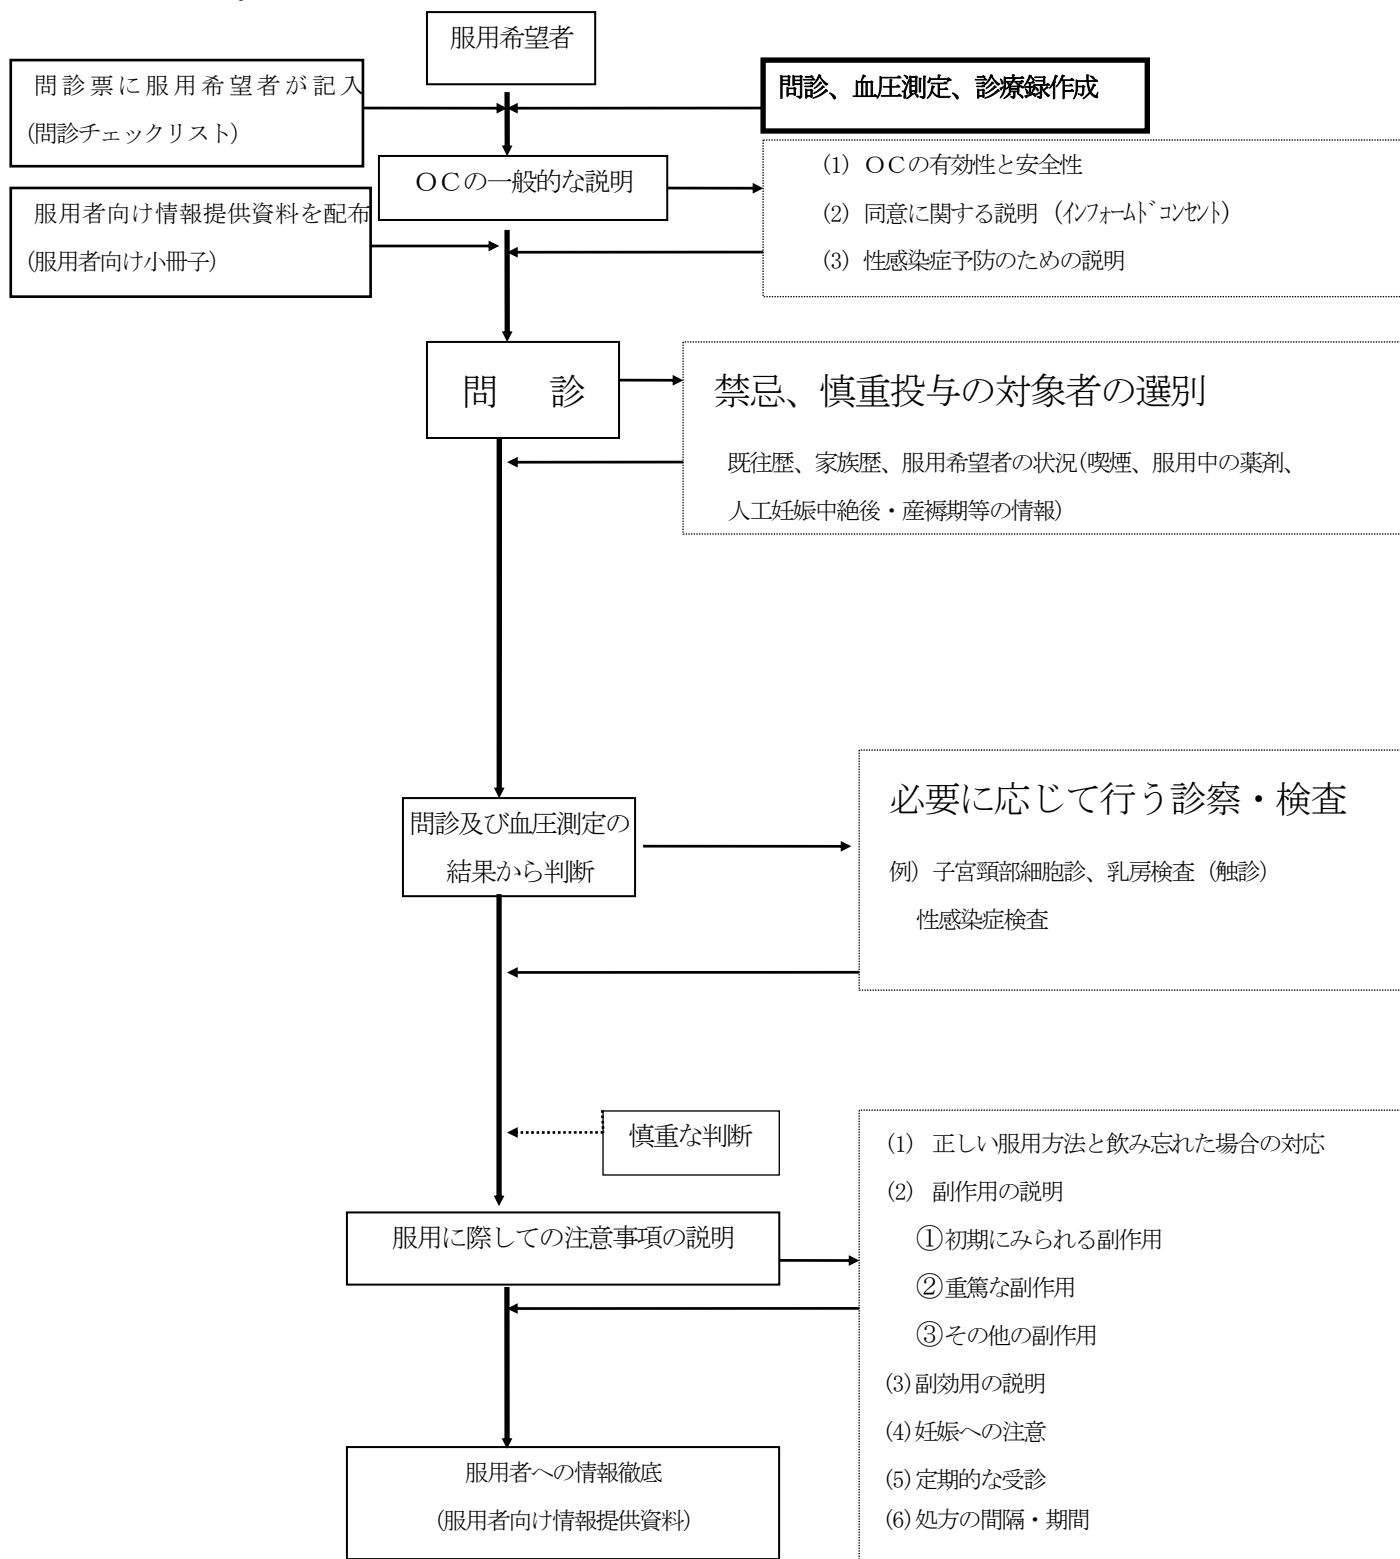 服用希望者
問診票に服用希望者が記入
(問診チェックリスト)
問診、血圧測定、診療録作成
OCの一般的な説明
(1) OCの有効性と安全性
(2) 同意に関する説明 (インフォームドコンセント)
(3) 性感染症予防のための説明
服用者向け情報提供資料を配布
(服用者向け小冊子)
問 診
禁忌、慎重投与の対象者の選別
既往歴、家族歴、服用希望者の状況(喫煙、服用中の薬剤、
人工妊娠中絶後・産褥期等の情報)
問診及び血圧測定の
結果から判断
必要に応じて行う診察・検査
例) 子宮頸部細胞診、乳房検査 (触診)
性感染症検査
慎重な判断
服用に際しての注意事項の説明
(1) 正しい服用方法と飲み忘れた場合の対応
(2) 副作用の説明
①初期にみられる副作用
②重篤な副作用
③その他の副作用
(3)副効用の説明
(4)妊娠への注意
(5)定期的な受診
(6)処方の間隔・期間
服用者への情報徹底
(服用者向け情報提供資料)